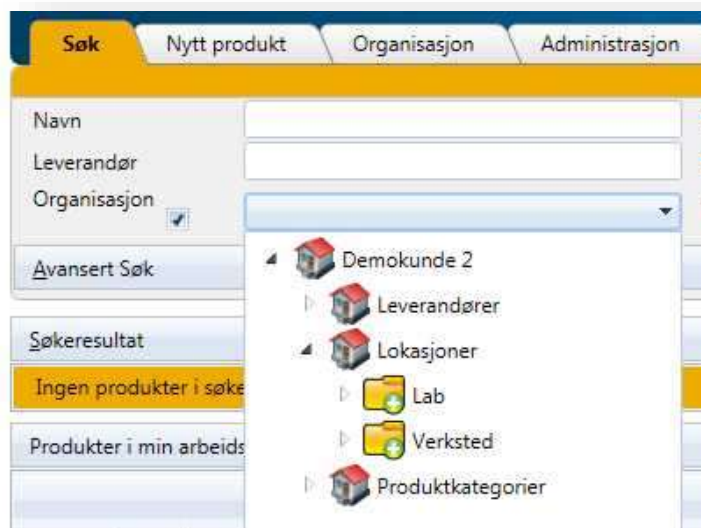 Søk Nytt produkt Organisasjon Administrasjon
Navn
Leverandør
Organisasjon
Demokunde 2
Avansert Søk
Leverandører
Søkeresultat
Lokasjoner
Ingen produkter i søke
Lab
Produkter i min arbeids
Verksted
Produktkategorier